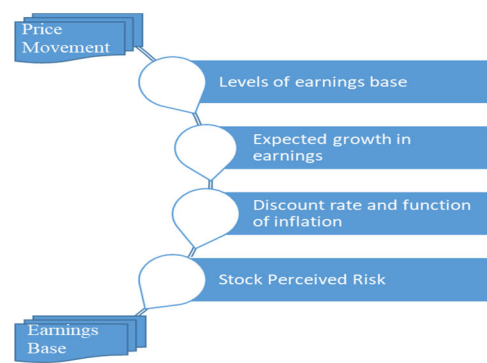 Price
Movement
Levels of earnings base
Expected growth in
earnings
Discount rate and function
of inflation
Stock Perceived Risk
Earnings
Base